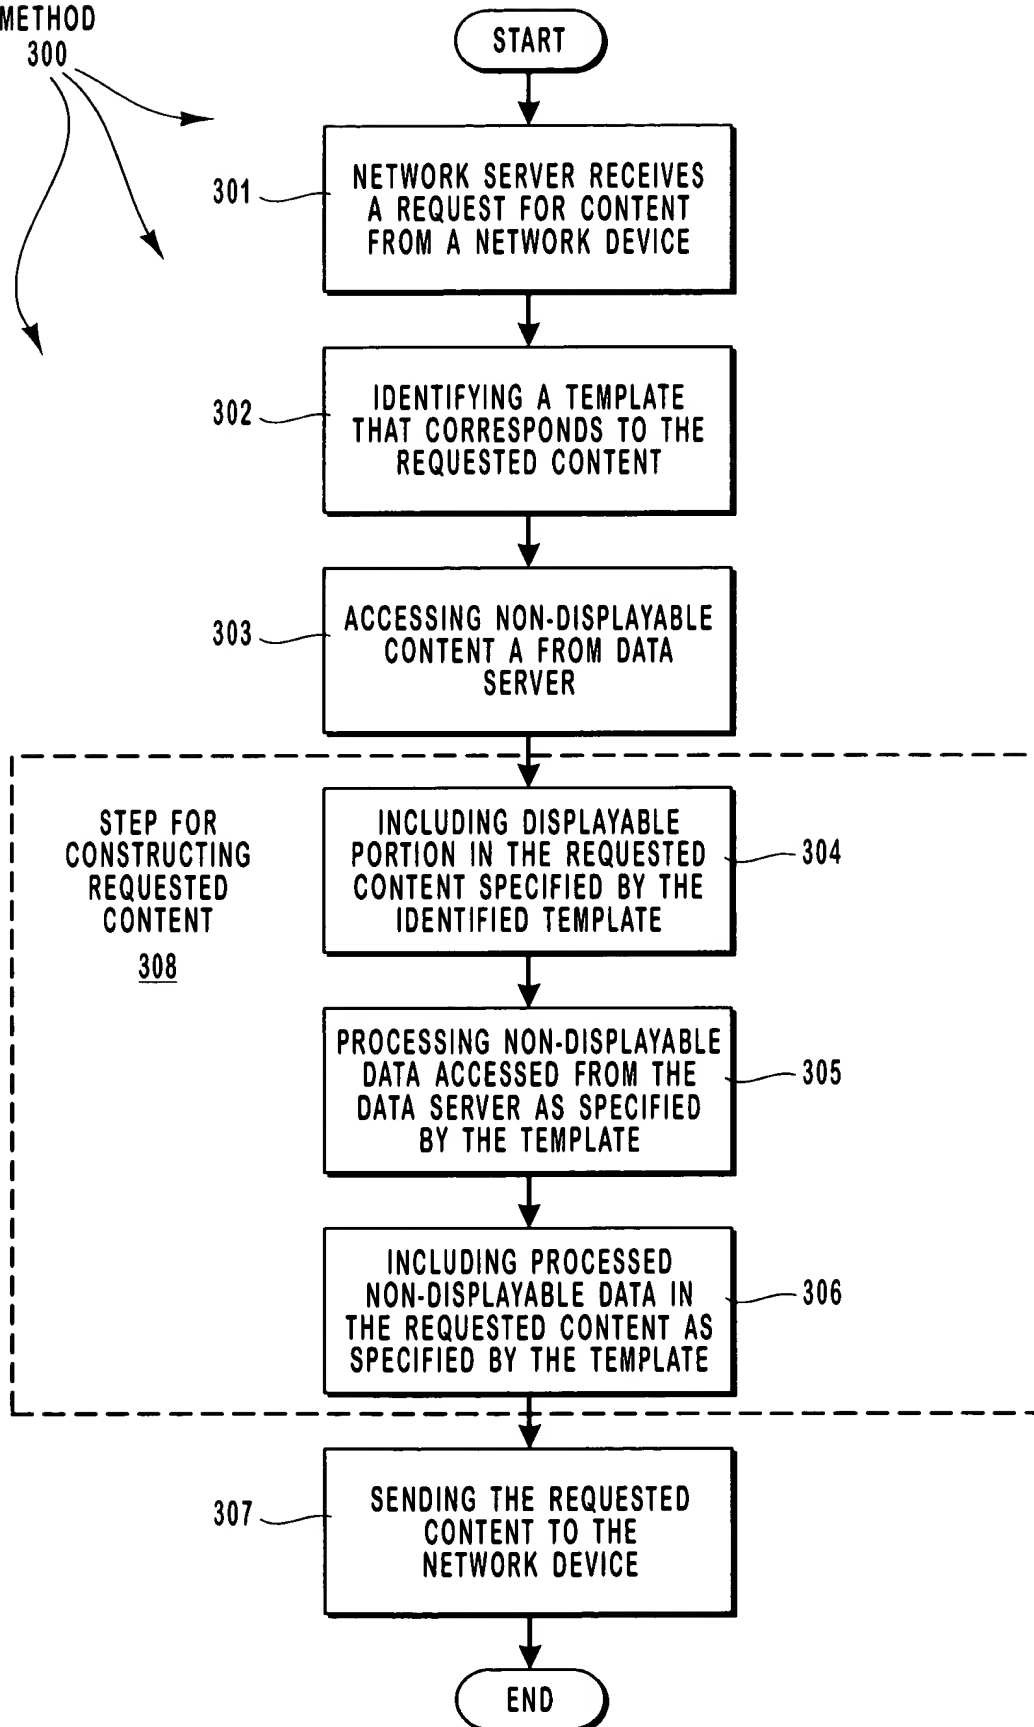 METHOD
300
START
301
NETWORK SERVER RECEIVES
A REQUEST FOR CONTENT
FROM A NETWORK DEVICE
302
IDENTIFYING A TEMPLATE
THAT CORRESPONDS TO THE
REQUESTED CONTENT
303
ACCESSING NON-DISPLAYABLE
CONTENT A FROM DATA
SERVER
STEP FOR
CONSTRUCTING
REQUESTED
CONTENT
308
INCLUDING DISPLAYABLE
PORTION IN THE REQUESTED
CONTENT SPECIFIED BY THE
IDENTIFIED TEMPLATE
304
PROCESSING NON-DISPLAYABLE
DATA ACCESSED FROM THE
DATA SERVER AS SPECIFIED
BY THE TEMPLATE
305
INCLUDING PROCESSED
NON-DISPLAYABLE DATA IN
THE REQUESTED CONTENT AS
SPECIFIED BY THE TEMPLATE
306
307
SENDING THE REQUESTED
CONTENT TO THE
NETWORK DEVICE
END